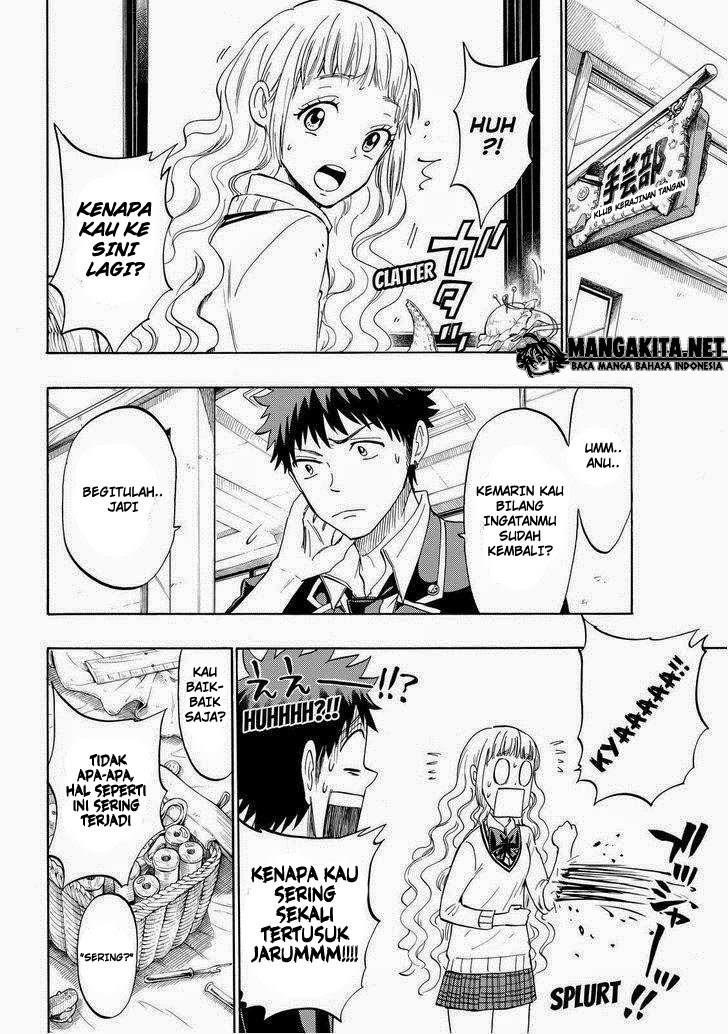 手芸部
KLUB KERAJINAN TANGAN
HUH
?!
KENAPA
KAU KE
SINI
LAGI?
ガタッ
CLATTER
MANGAKITA.NET
BACA MANGA BAHASA INDONESIA
UMM..
ANU..
KEMARIN KAU
BILANG
INGATANMU
SUDAH
KEMBALI?
BEGITULAH..
JADI
KYAAAAAA!!
ブシャー!!
SPLURT
ええー!!?
HUHHHH?!!
KENAPA KAU
SERING
SEKALI
TERTUSUK
JARUMMM!!!!
KAU
BAIK-
BAIK
SAJA?
TIDAK
APA-APA,
HAL SEPERTI
INI SERING
TERJADI
"SERING?"